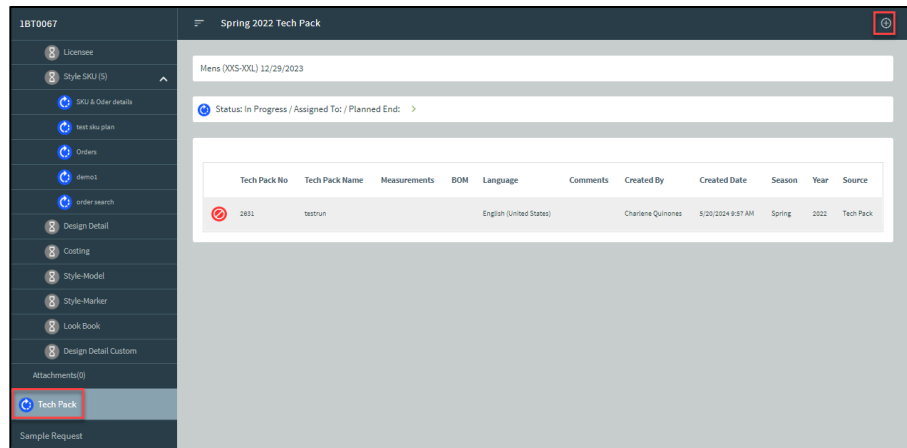 1BT0067
Licensee
Style SKU (5)
SKU & Oder details
test sku plan
Orders
demo1
order search
Design Detail
Costing
Style-Model
Style-Marker
Look Book
Design Detail Custom
Attachments(0)
Tech Pack
Sample Request
Spring 2022 Tech Pack
Mens (XXS-XXL) 12/29/2023
Status: In Progress / Assigned To: / Planned End: >
Tech Pack No Tech Pack Name Measurements BOM Language Comments Created By Created Date Season Year Source
2631 testrun English (United States) Charlene Quinones 5/20/2024 9:57 AM Spring 2022 Tech Pack